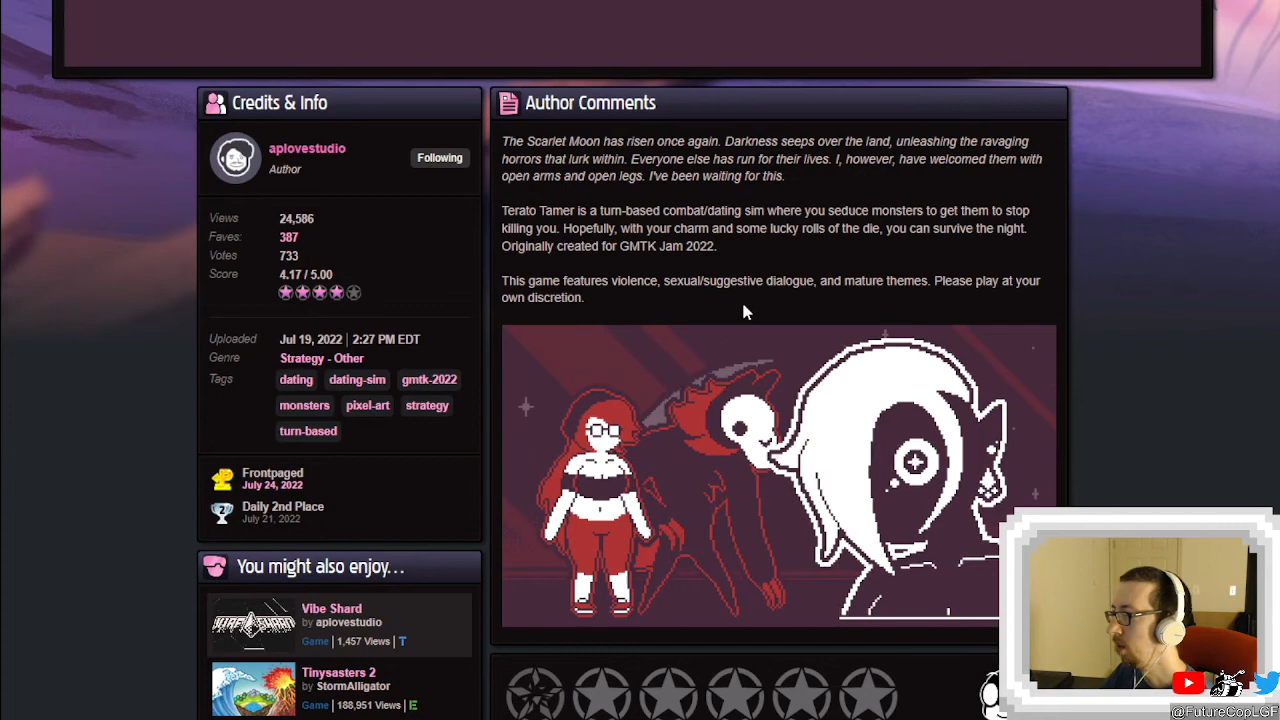 Credits & Info
aplovestudio
Author
Following
Views 24,586
Faves: 387
Votes 733
Score 4.17 / 5.00
Uploaded Jul 19, 2022 | 2:27 PM EDT
Genre Strategy - Other
Tags dating dating-sim gmtk-2022
monsters pixel-art strategy
turn-based
Frontpaged
July 24, 2022
2
Daily 2nd Place
July 21, 2022
You might also enjoy...
VIBE SHARD
Vibe Shard
by aplovestudio
Game | 1,457 Views | T
Tinysasters 2
by StormAlligator
Game | 188,951 Views | E
Author Comments
The Scarlet Moon has risen once again. Darkness seeps over the land, unleashing the ravaging
horrors that lurk within. Everyone else has run for their lives. I, however, have welcomed them with
open arms and open legs. I've been waiting for this.
Terato Tamer is a turn-based combat/dating sim where you seduce monsters to get them to stop
killing you. Hopefully, with your charm and some lucky rolls of the die, you can survive the night.
Originally created for GMTK Jam 2022.
This game features violence, sexual/suggestive dialogue, and mature themes. Please play at your
own discretion.
@FutureCopLGF